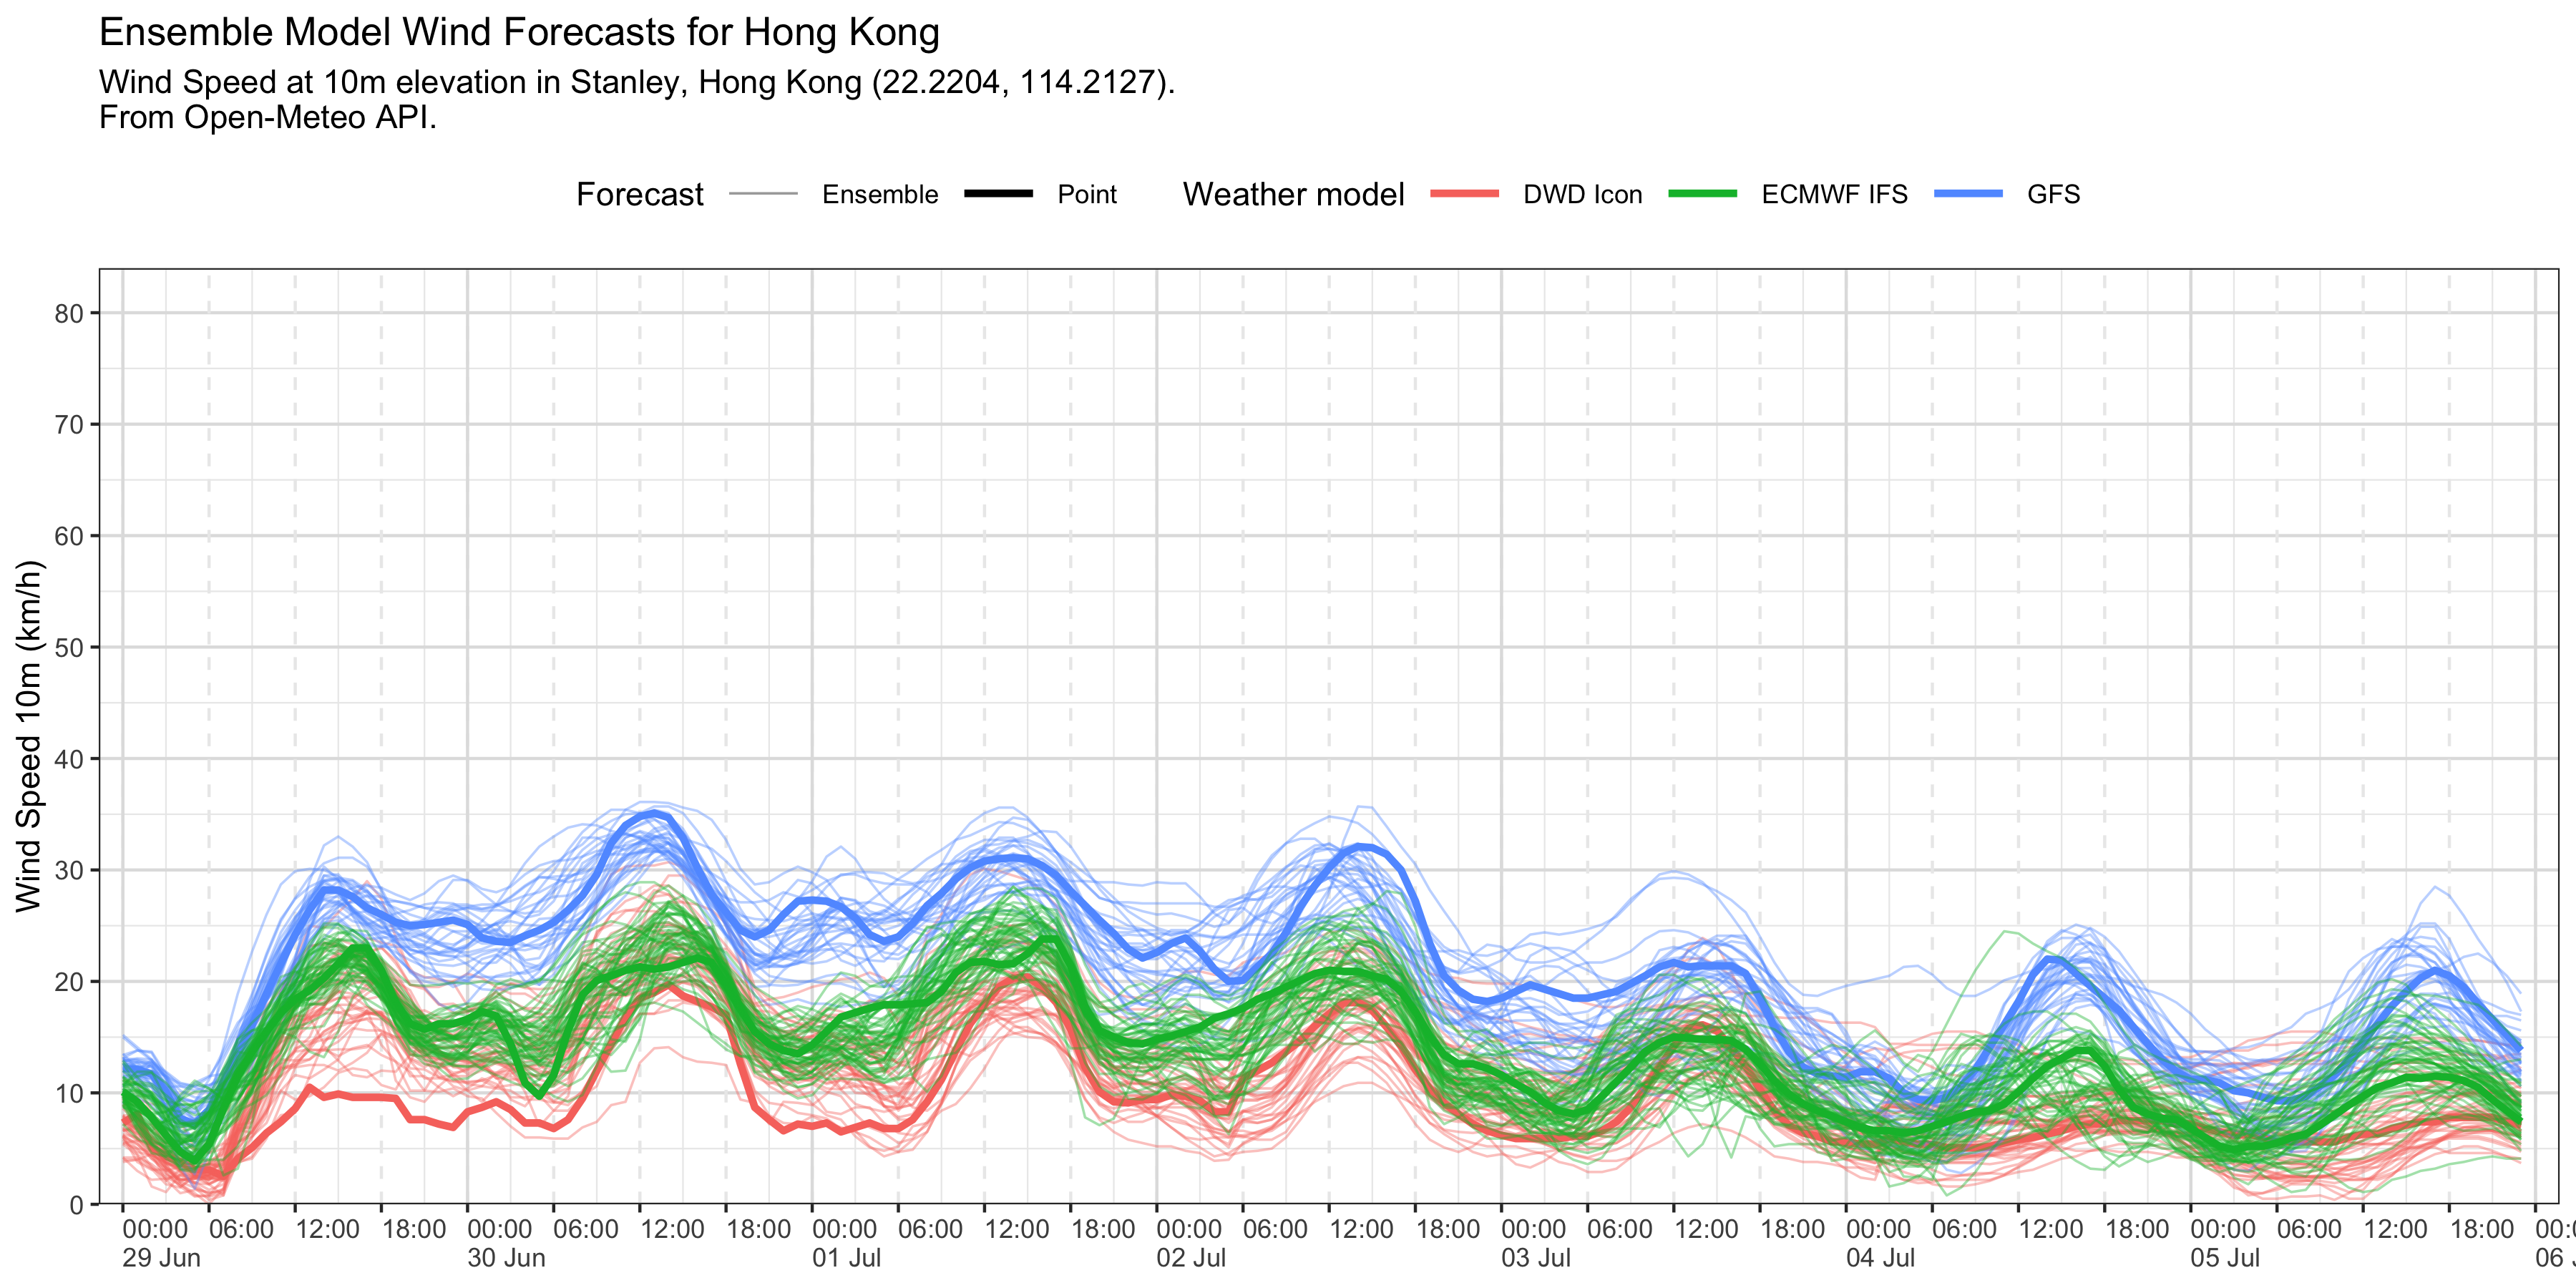 Ensemble Model Wind Forecasts for Hong Kong
Wind Speed at 10m elevation in Stanley, Hong Kong (22.2204, 114.2127).
From Open-Meteo API.
Forecast Ensemble Point Weather model DWD Icon ECMWF IFS GFS
Wind Speed 10m (km/h)
80
70
60
50
40
30
20
10
0
00:00 06:00 12:00 18:00 00:00 06:00 12:00 18:00 00:00 06:00 12:00 18:00 00:00 06:00 12:00 18:00 00:00 06:00 12:00 18:00 00:00 06:00 12:00 18:00 00:00 06:00 12:00 18:00
29 Jun 30 Jun 01 Jul 02 Jul 03 Jul 04 Jul 05 Jul 06